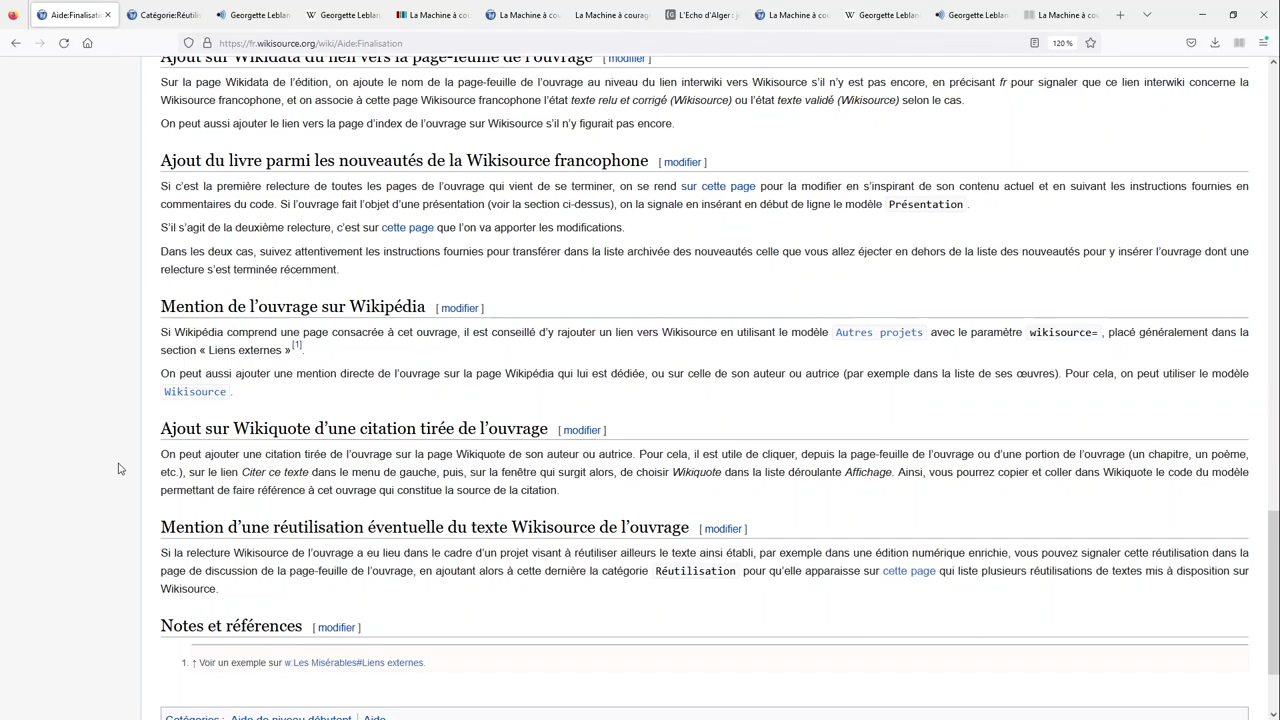 Aide:Finalisati
Catégorie:Réutilis
Georgette Leblan
Georgette Leblan
La Machine à co
La Machine à cou
La Machine à courage
L'Écho d'Alger : j
La Machine à cou
Georgette Leblan
Georgette Leblan
La Machine à co
https://fr.wikisource.org/wiki/Aide:Finalisation
120 %
Ajout sur Wikidata du lien vers la page-feuille de l'ouvrage [ modifier ]
Sur la page Wikidata de l'édition, on ajoute le nom de la page-feuille de l'ouvrage au niveau du lien interwiki vers Wikisource s'il n'y est pas encore, en précisant fr pour signaler que ce lien interwiki concerne la
Wikisource francophone, et on associe à cette page Wikisource francophone l'état texte relu et corrigé (Wikisource) ou l'état texte validé (Wikisource) selon le cas.
On peut aussi ajouter le lien vers la page d'index de l'ouvrage sur Wikisource s'il n'y figurait pas encore.
Ajout du livre parmi les nouveautés de la Wikisource francophone [ modifier ]
Si c'est la première relecture de toutes les pages de l'ouvrage qui vient de se terminer, on se rend sur cette page pour la modifier en s'inspirant de son contenu actuel et en suivant les instructions fournies en
commentaires du code. Si l'ouvrage fait l'objet d'une présentation (voir la section ci-dessus), on la signale en insérant en début de ligne le modèle Présentation .
S'il s'agit de la deuxième relecture, c'est sur cette page que l'on va apporter les modifications.
Dans les deux cas, suivez attentivement les instructions fournies pour transférer dans la liste archivée des nouveautés celle que vous allez éjecter en dehors de la liste des nouveautés pour y insérer l'ouvrage dont une
relecture s'est terminée récemment.
Mention de l'ouvrage sur Wikipédia [ modifier ]
Si Wikipédia comprend une page consacrée à cet ouvrage, il est conseillé d'y rajouter un lien vers Wikisource en utilisant le modèle Autres projets avec le paramètre wikisource= , placé généralement dans la
section « Liens externes »[1].
On peut aussi ajouter une mention directe de l'ouvrage sur la page Wikipédia qui lui est dédiée, ou sur celle de son auteur ou autrice (par exemple dans la liste de ses œuvres). Pour cela, on peut utiliser le modèle
Wikisource .
Ajout sur Wikiquote d'une citation tirée de l'ouvrage [ modifier ]
On peut ajouter une citation tirée de l'ouvrage sur la page Wikiquote de son auteur ou autrice. Pour cela, il est utile de cliquer, depuis la page-feuille de l'ouvrage ou d'une portion de l'ouvrage (un chapitre, un poème,
etc.), sur le lien Citer ce texte dans le menu de gauche, puis, sur la fenêtre qui surgit alors, de choisir Wikiquote dans la liste déroulante Affichage. Ainsi, vous pourrez copier et coller dans Wikiquote le code du modèle
permettant de faire référence à cet ouvrage qui constitue la source de la citation.
Mention d'une réutilisation éventuelle du texte Wikisource de l'ouvrage [ modifier ]
Si la relecture Wikisource de l'ouvrage a eu lieu dans le cadre d'un projet visant à réutiliser ailleurs le texte ainsi établi, par exemple dans une édition numérique enrichie, vous pouvez signaler cette réutilisation dans la
page de discussion de la page-feuille de l'ouvrage, en ajoutant alors à cette dernière la catégorie Réutilisation pour qu'elle apparaisse sur cette page qui liste plusieurs réutilisations de textes mis à disposition sur
Wikisource.
Notes et références [ modifier ]
1. ↑ Voir un exemple sur w:Les Misérables#Liens externes.
Catégories : Aide de niveau débutant | Aide